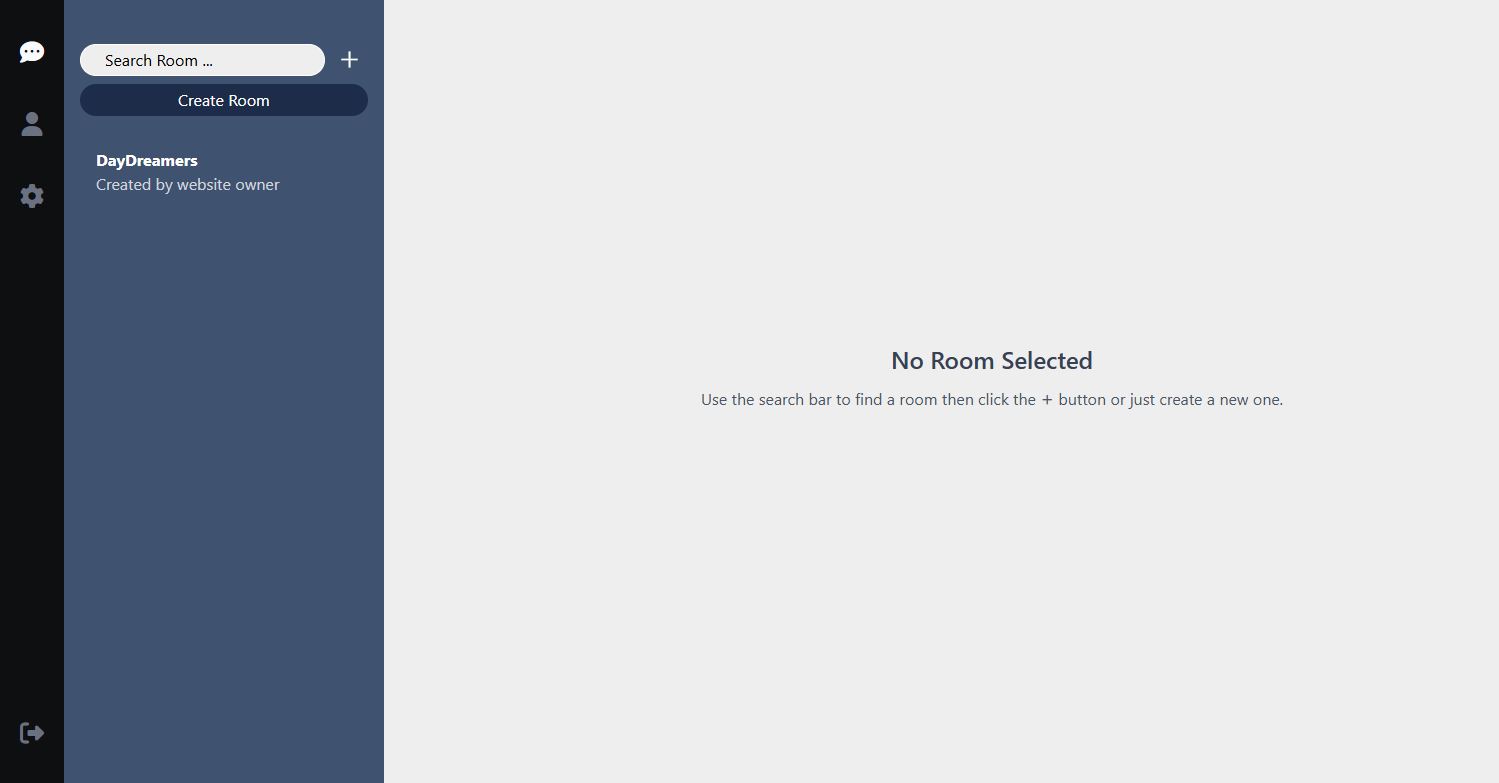 Search Room ...
Create Room
DayDreamers
Created by website owner
No Room Selected
Use the search bar to find a room then click the + button or just create a new one.